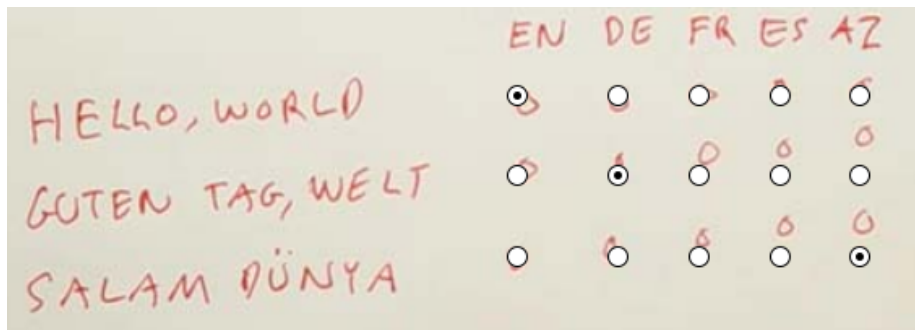 EN DE FR ES AZ
HELLO, WORLD
GUTEN TAG, WELT
SALAM DÜNYA